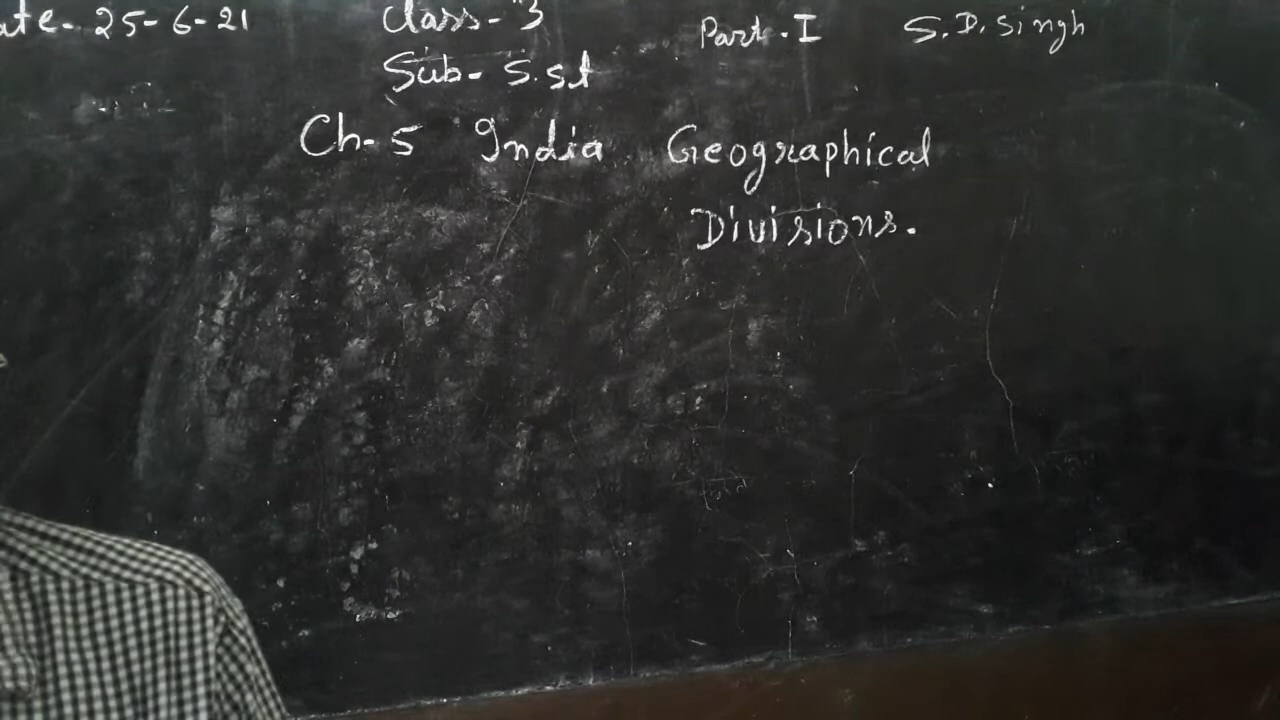 ate- 25-6-21 Class- 3 Part-I S.D.Singh
Sub- S.st
Ch-5 India Geographical
Divisions.